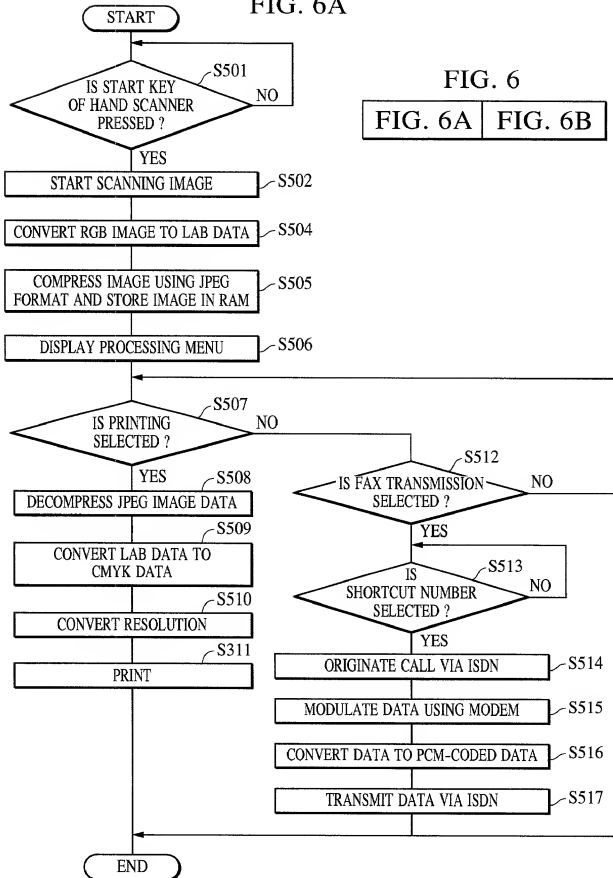 FIG. 6A
START
S501
IS START KEY
OF HAND SCANNER
PRESSED ?
NO
YES
FIG. 6
FIG. 6A FIG. 6B
START SCANNING IMAGE
S502
CONVERT RGB IMAGE TO LAB DATA
S504
COMPRESS IMAGE USING JPEG
FORMAT AND STORE IMAGE IN RAM
S505
DISPLAY PROCESSING MENU
S506
S507
IS PRINTING
SELECTED ?
NO
YES
S508
DECOMPRESS JPEG IMAGE DATA
S509
CONVERT LAB DATA TO
CMYK DATA
S510
CONVERT RESOLUTION
S311
PRINT
S512
IS FAX TRANSMISSION
SELECTED ?
NO
YES
S513
IS
SHORTCUT NUMBER
SELECTED ?
NO
YES
ORIGINATE CALL VIA ISDN
S514
MODULATE DATA USING MODEM
S515
CONVERT DATA TO PCM-CODED DATA
S516
TRANSMIT DATA VIA ISDN
S517
END